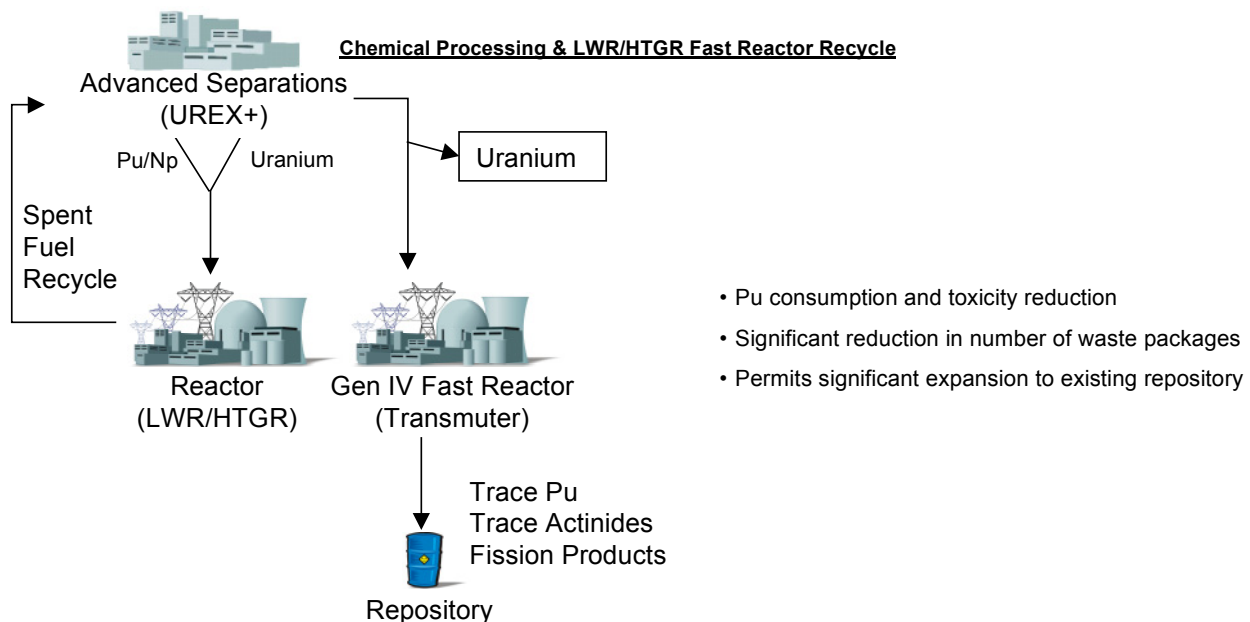 Chemical Processing & LWR/HTGR Fast Reactor Recycle
Advanced Separations
(UREX+)
Pu/Np
Uranium
Uranium
Spent
Fuel
Recycle
Reactor
(LWR/HTGR)
Gen IV Fast Reactor
(Transmuter)
• Pu consumption and toxicity reduction
• Significant reduction in number of waste packages
• Permits significant expansion to existing repository
Trace Pu
Trace Actinides
Fission Products
Repository